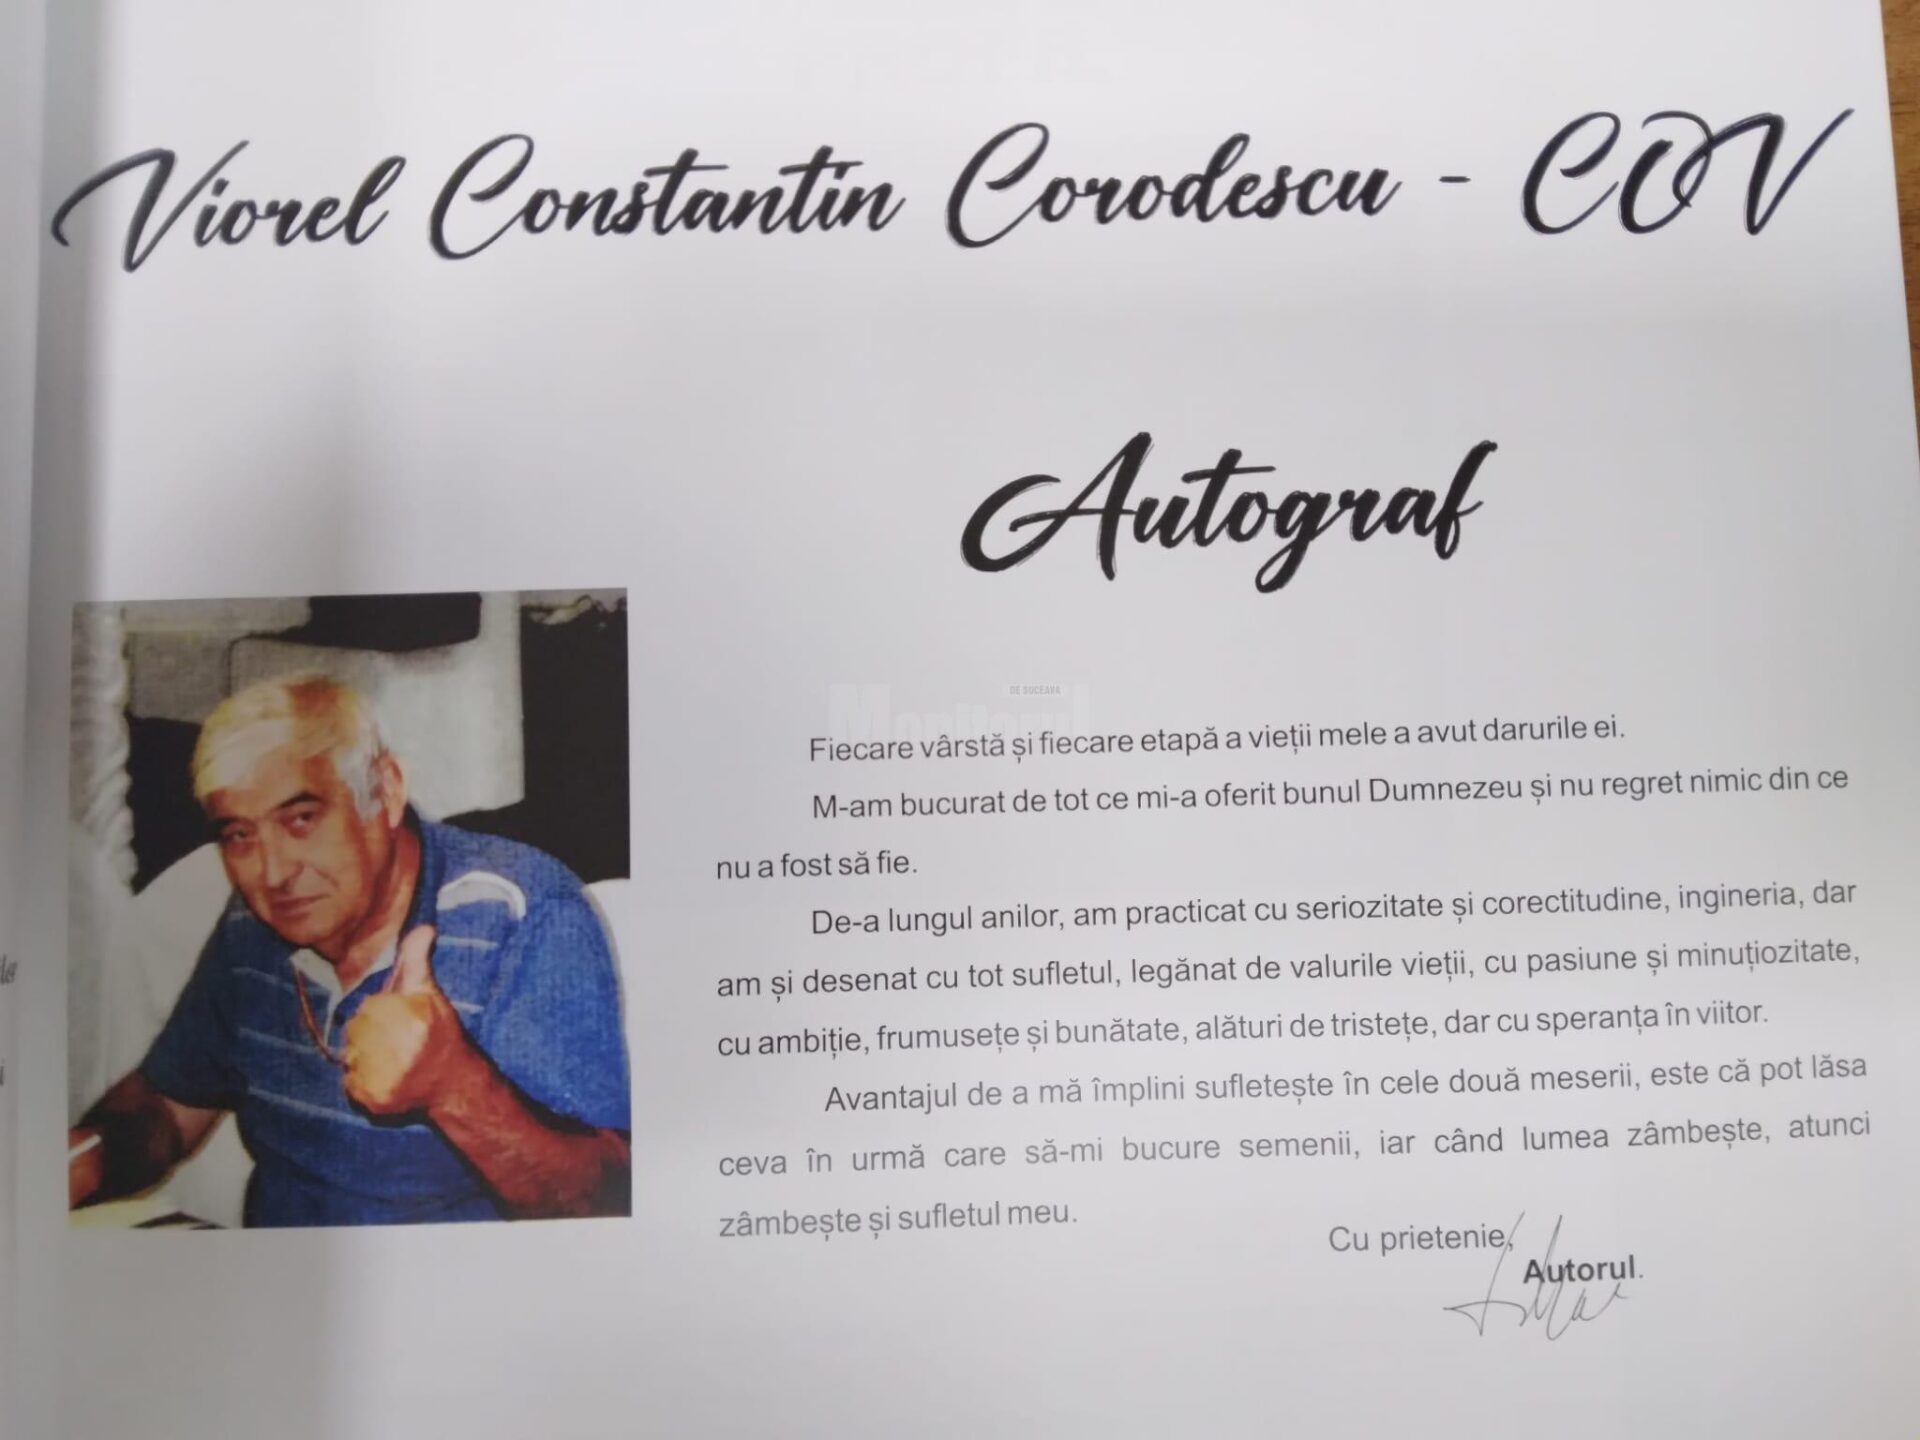 Viorel Constantin Corodescu - COV
Autograf
DE SUCEAVA
Monitorul
Fiecare vârstă și fiecare etapă a vieții mele a avut darurile ei.
M-am bucurat de tot ce mi-a oferit bunul Dumnezeu și nu regret nimic din ce
nu a fost să fie.
De-a lungul anilor, am practicat cu seriozitate și corectitudine, ingineria, dar
am și desenat cu tot sufletul, legănat de valurile vieții, cu pasiune și minuțiozitate,
cu ambiție, frumusețe și bunătate, alături de tristețe, dar cu speranța în viitor.
Avantajul de a mă împlini sufletește în cele două meserii, este că pot lăsa
ceva în urmă care să-mi bucure semenii, iar când lumea zâmbește, atunci
zâmbește și sufletul meu.
Cu prietenie,
Autorul.